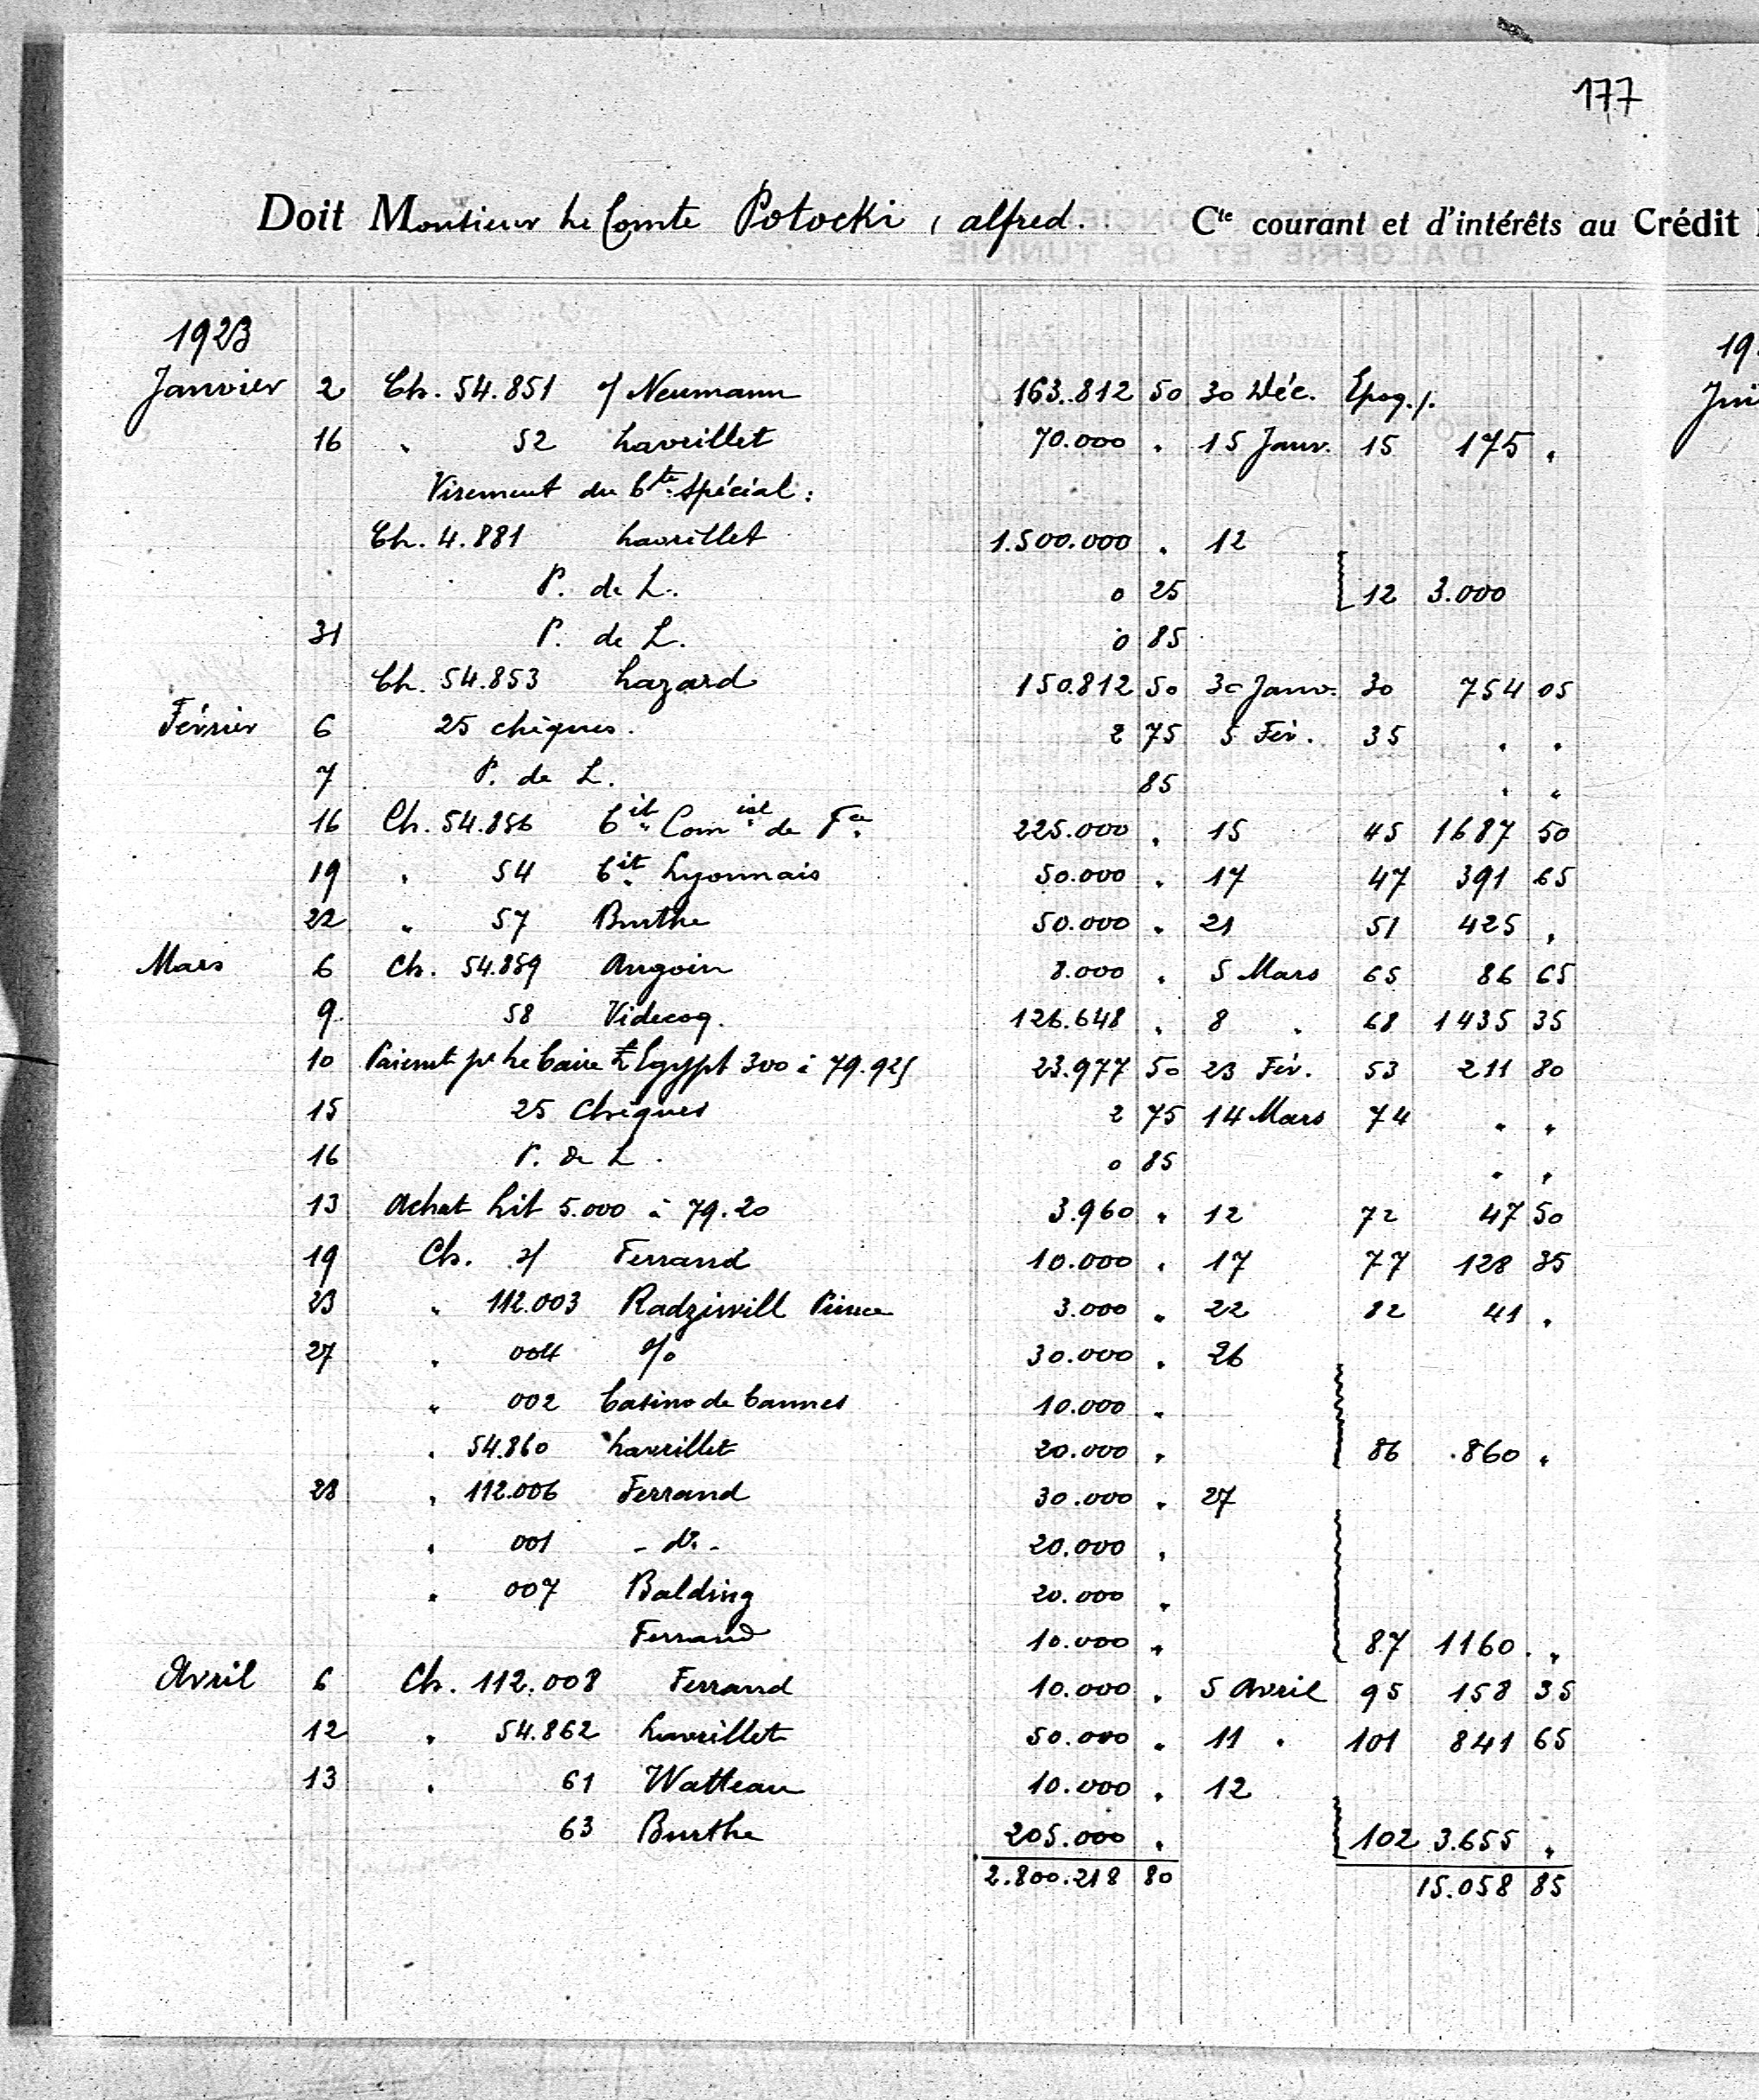 177
Doit Monsieur Le Comte Potocki, alfred. Cte courant et d'intérêts au Crédit
1923
Janvier 2 Ch. 54.851 o/ Neumann 163.812 50 30 Déc. Epoq./.
16 " 52 Lavrillet 70.000 " 15 Janv. 15 175 "
Virement du Cte Spécial :
Ch. 4.881 Lavrillet 1.500.000 " 12
P. de L. 0 25 12 3.000
31 P. de L. 0 85
Ch. 54.853 Lazard 150.812 50 30 Janv. 30 754 05
Février 6 25 chèques. 2 75 5 Fév. 35 " "
7 P. de L. 85 " "
16 Ch. 54.856 Cit Comial de Fce 225.000 " 15 45 1687 50
19 " 54 Cit Lyonnais 50.000 " 17 47 391 65
22 " 57 Burthe 50.000 " 21 51 425 "
Mars 6 Ch. 54.859 Angoin 8.000 " 5 Mars 65 86 65
9 58 Videcoq. 126.648 " 8 " 68 1435 35
10 Paiemt pr Le Caire £ Egypt 300 à 79.925 23.977 50 23 Fév. 53 211 80
15 25 Chèques 2 75 14 Mars 74 " "
16 P. de L. 0 85 " "
13 Achat Lit 5.000 à 79.20 3.960 " 12 72 47 50
19 Ch. o/ Ferrand 10.000 " 17 77 128 35
23 " 112.003 Radziwill Prince 3.000 " 22 82 41 "
27 " 004 o/o 30.000 " 26
" 002 Casino de Cannes 10.000 "
" 54.860 Lavrillet 20.000 " 86 860 "
28 " 112.006 Ferrand 30.000 " 27
" 001 - do - 20.000 "
" 007 Balding 20.000 "
Ferrand 10.000 " 87 1160 "
Avril 6 Ch. 112.008 Ferrand 10.000 " 5 Avril 95 158 35
12 " 54.862 Lavrillet 50.000 " 11 " 101 841 65
13 " 61 Watteau 10.000 " 12
63 Burthe 205.000 " 102 3.655 "
2.800.218 80 15.058 85
19
Jui